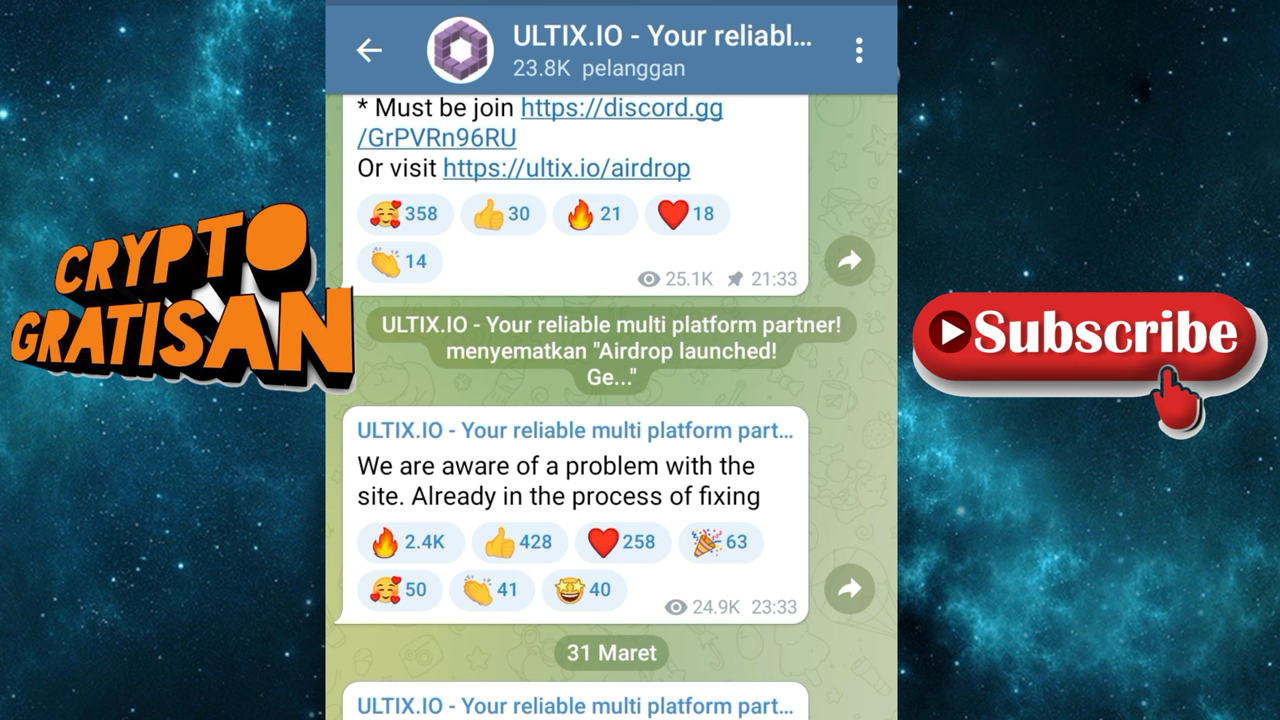 CRYPTO
GRATISAN
ULTIX.IO - Your reliabl...
23.8K pelanggan
* Must be join https://discord.gg
/GrPVRn96RU
Or visit https://ultix.io/airdrop
358 30 21 18
14
25.1K 21:33
ULTIX.IO - Your reliable multi platform partner!
menyematkan "Airdrop launched!
Ge..."
ULTIX.IO - Your reliable multi platform part...
We are aware of a problem with the
site. Already in the process of fixing
2.4K 428 258 63
50 41 40
24.9K 23:33
31 Maret
ULTIX.IO - Your reliable multi platform part...
Subscribe